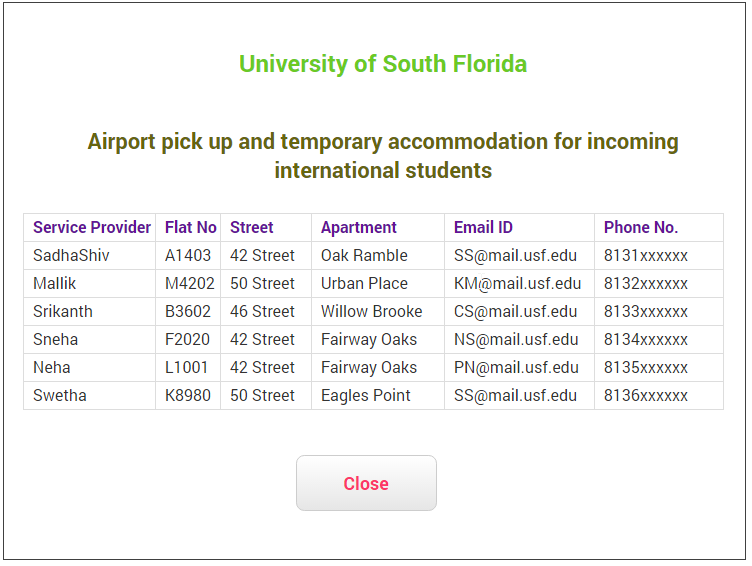 University of South Florida
Airport pick up and temporary accommodation for incoming
international students
Service Provider Flat No Street Apartment Email ID Phone No.
SadhaShiv A1403 42 Street Oak Ramble SS@mail.usf.edu 8131xxxxxx
Mallik M4202 50 Street Urban Place KM@mail.usf.edu 8132xxxxxx
Srikanth B3602 46 Street Willow Brooke CS@mail.usf.edu 8133xxxxxx
Sneha F2020 42 Street Fairway Oaks NS@mail.usf.edu 8134xxxxxx
Neha L1001 42 Street Fairway Oaks PN@mail.usf.edu 8135xxxxxx
Swetha K8980 50 Street Eagles Point SS@mail.usf.edu 8136xxxxxx
Close